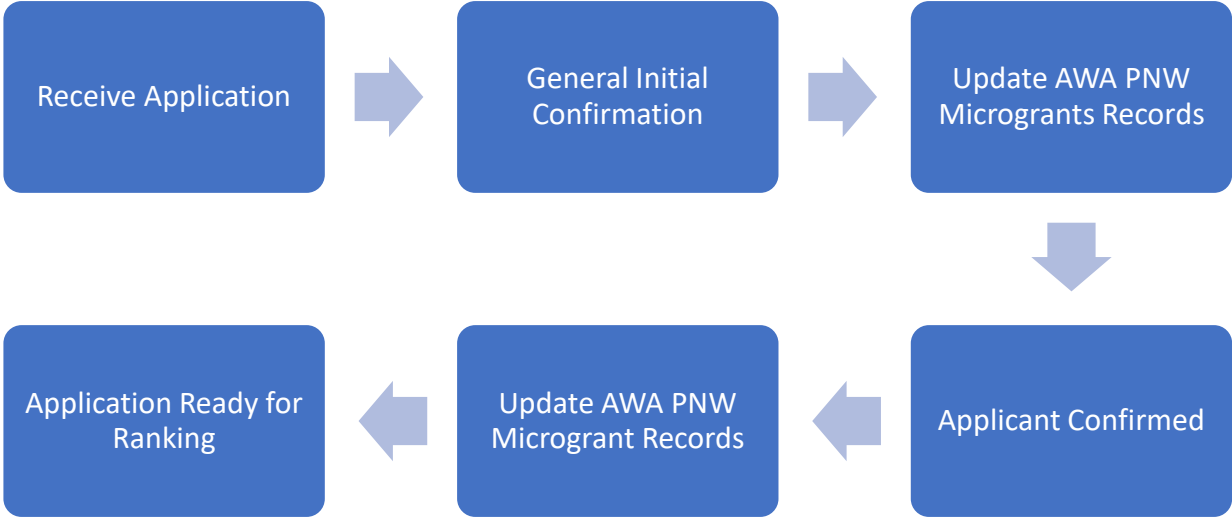 Receive Application
General Initial
Confirmation
Update AWA PNW
Microgrants Records
Applicant Confirmed
Update AWA PNW
Microgrant Records
Application Ready for
Ranking